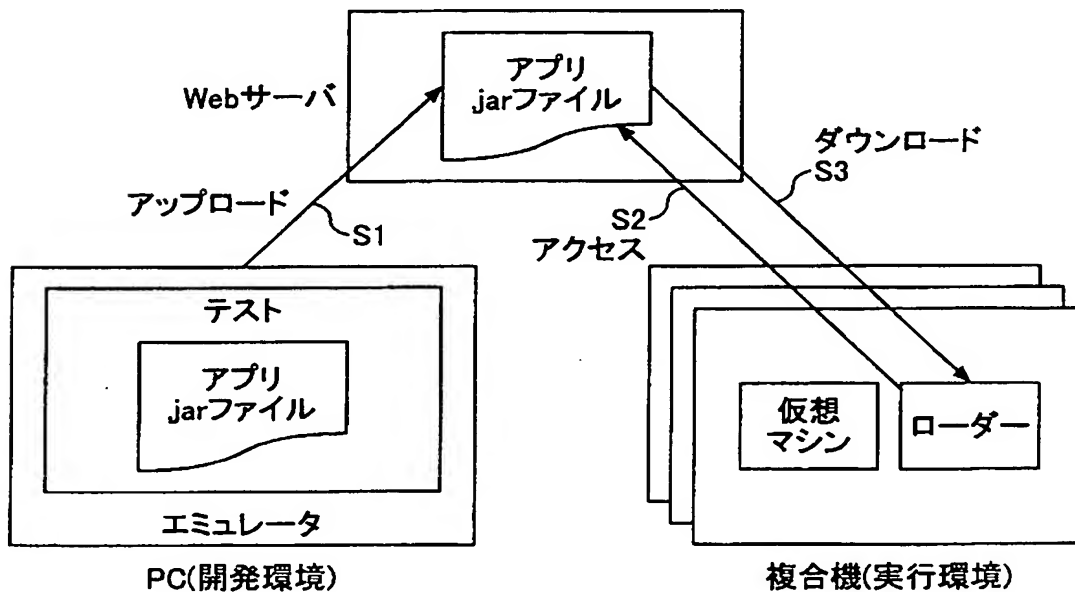 アプリ
jarファイル
Webサーバ
ダウンロード
S3
アップロード
S1
S2
アクセス
テスト
アプリ
jarファイル
エミュレータ
仮想
マシン
ローダー
PC(開発環境)
複合機(実行環境)